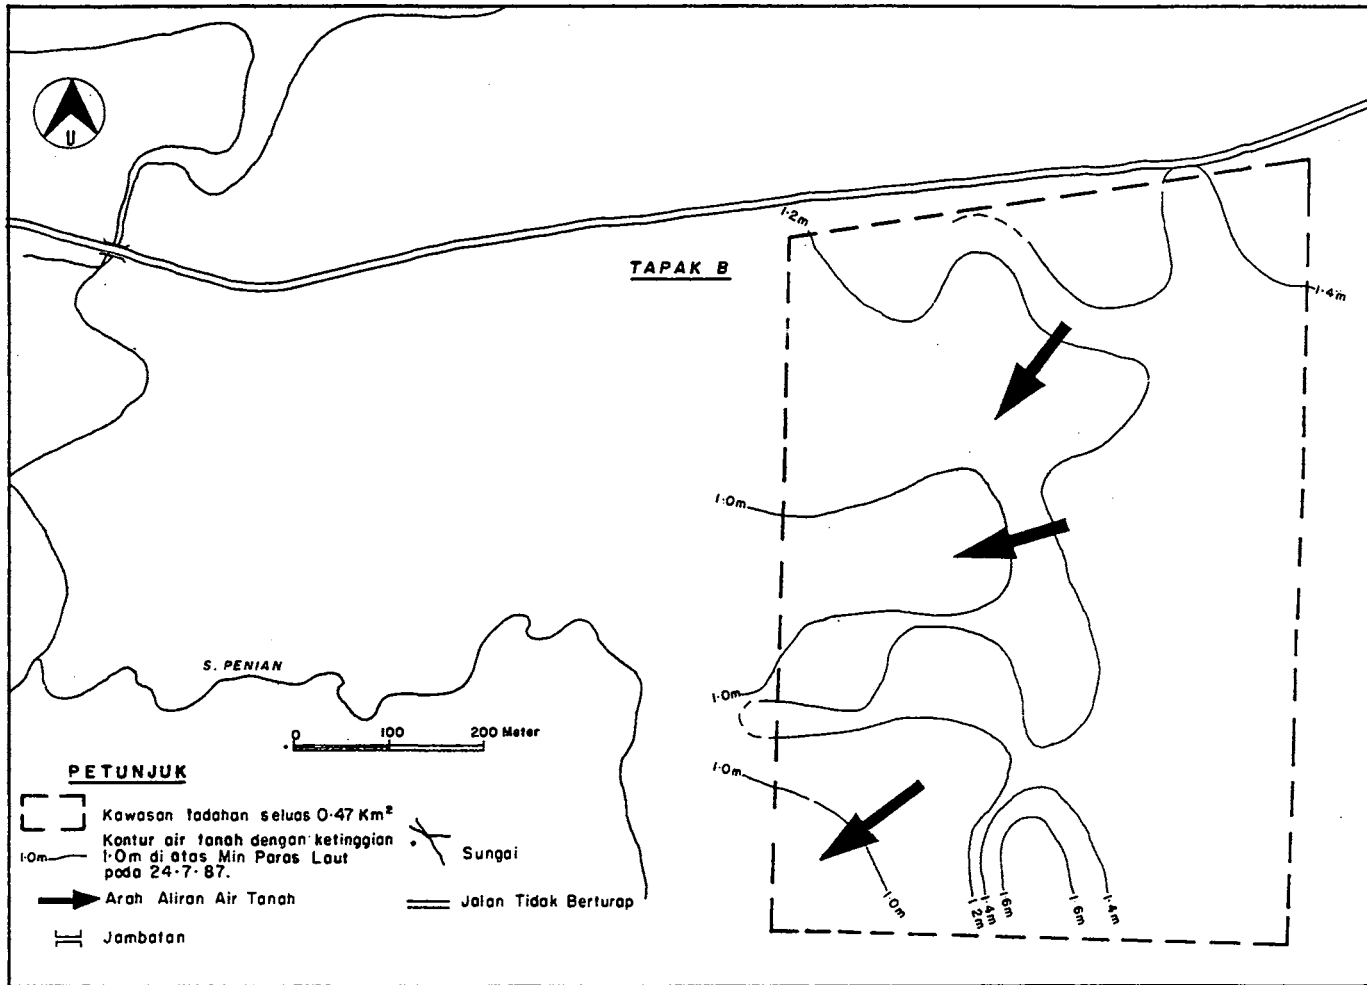 U
1·2m
TAPAK B
1·4m
1·0m
S. PENIAN
1·0m
0 100 200 Meter
1·0m
PETUNJUK
Kawasan tadahan seluas 0·47 Km²
Kontur air tanah dengan ketinggian
1·0m 1·0m di atas Min Paras Laut
pada 24·7·87.
Sungai
Arah Aliran Air Tanah
Jalan Tidak Berturap
Jambatan
1·0m
1·2m
1·4m
1·6m
1·6m
1·4m